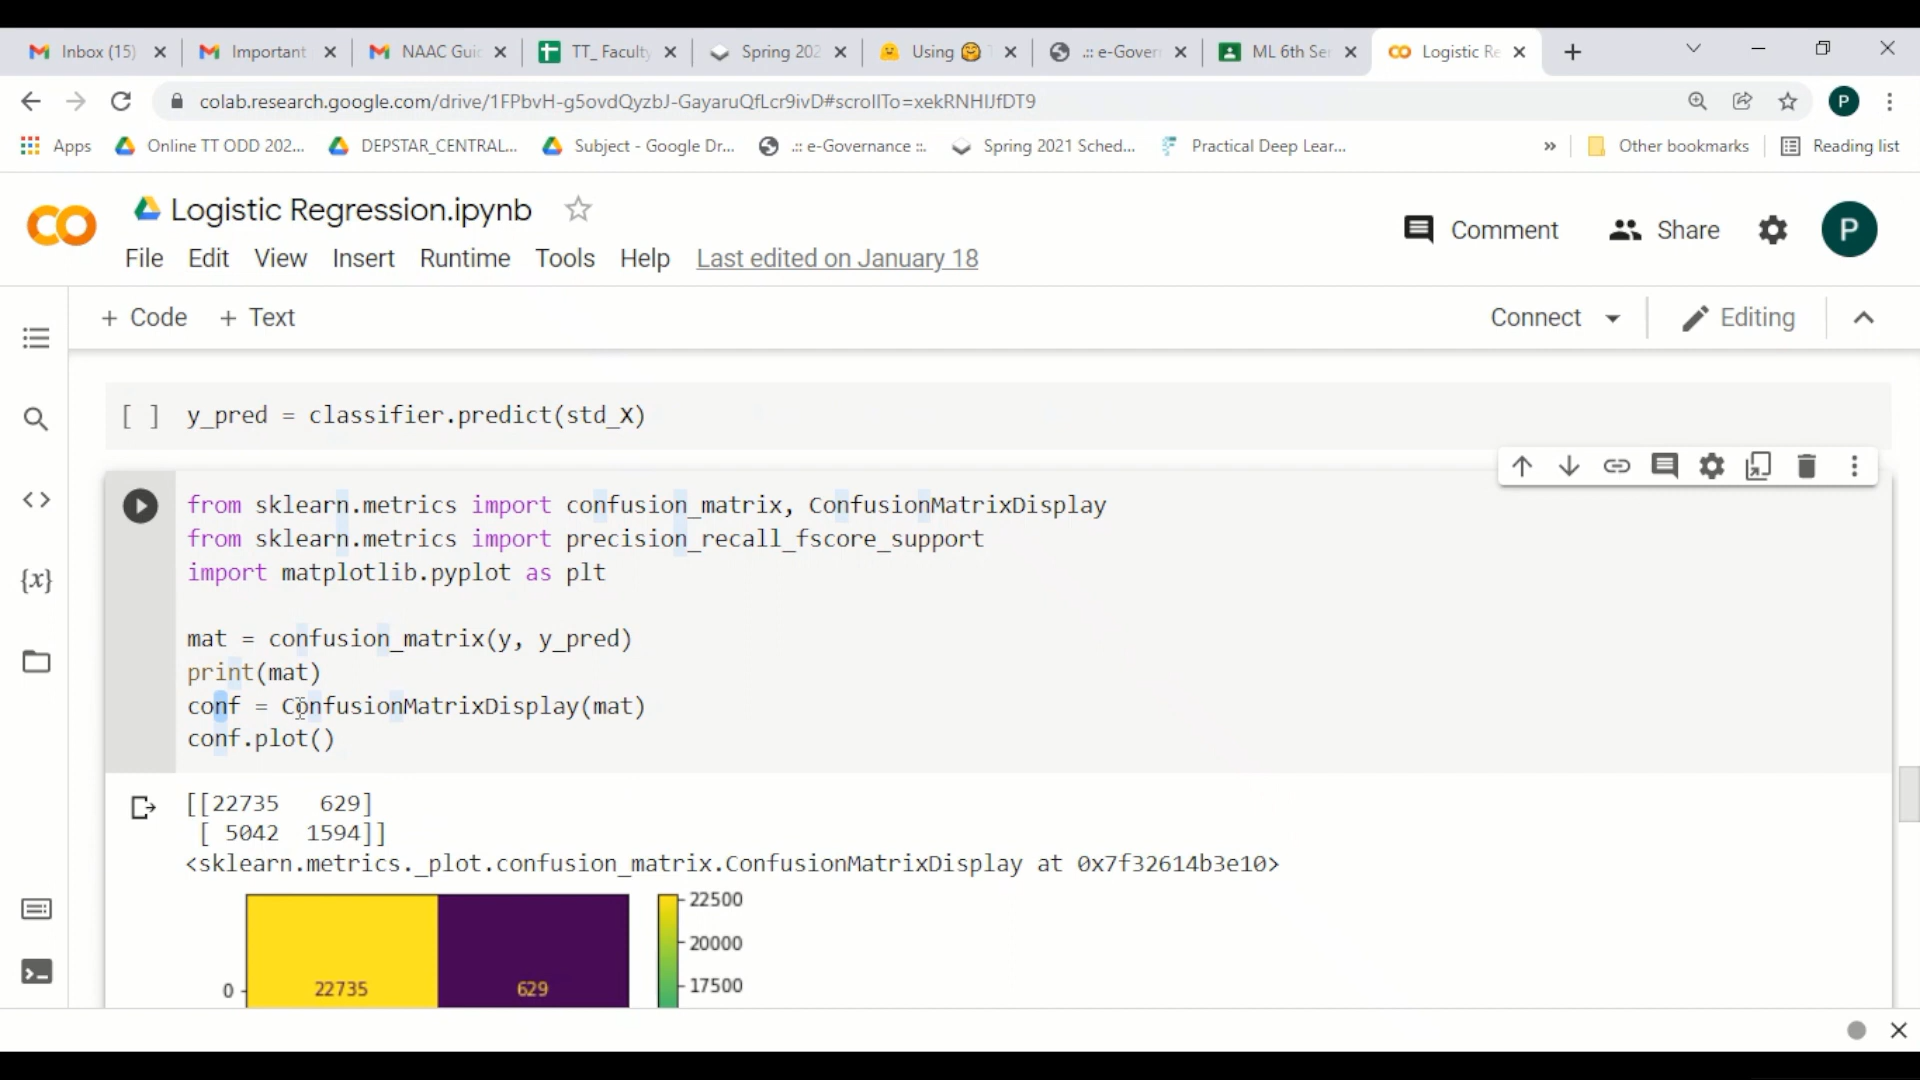 Inbox (15)
Important
NAAC Guid
TT_ Faculty
Spring 202
Using 🤗 T
.:: e-Govern
ML 6th Sem
Logistic Re
colab.research.google.com/drive/1FPbvH-g5ovdQyzbJ-GayaruQfLcr9ivD#scrollTo=xekRNHIJfDT9
P
Apps
Online TT ODD 202...
DEPSTAR_CENTRAL...
Subject - Google Dr...
.:: e-Governance ::.
Spring 2021 Sched...
Practical Deep Lear...
»
Other bookmarks
Reading list
Logistic Regression.ipynb
Comment
Share
P
File Edit View Insert Runtime Tools Help Last edited on January 18
+ Code + Text
Connect
Editing
[ ] y_pred = classifier.predict(std_X)
from sklearn.metrics import confusion_matrix, ConfusionMatrixDisplay
from sklearn.metrics import precision_recall_fscore_support
import matplotlib.pyplot as plt
mat = confusion_matrix(y, y_pred)
print(mat)
conf = ConfusionMatrixDisplay(mat)
conf.plot()
[[22735 629]
[ 5042 1594]]
<sklearn.metrics._plot.confusion_matrix.ConfusionMatrixDisplay at 0x7f32614b3e10>
22500
20000
17500
0
22735
629
{x}